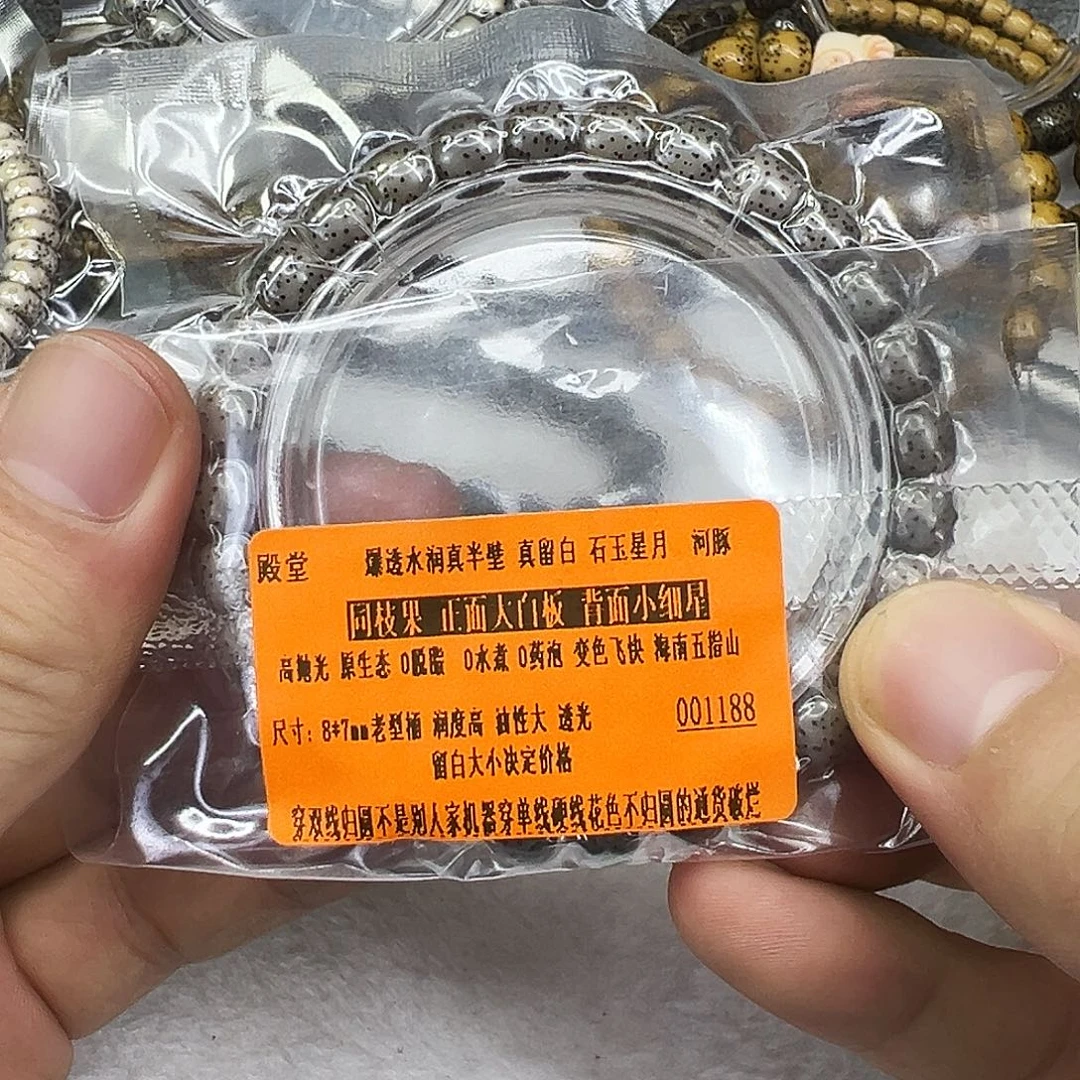 殿堂 爆透水润真半壁 真留白 石玉星月 河豚
同枝果 正面大白板 背面小细星
高抛光 原生态 0脱脂 0水煮 0药泡 变色飞快 海南五指山
尺寸: 8*7mm老型桶 润度高 油性大 透光 001188
留白大小决定价格
穿双线归圆不是别人家机器穿单线硬线花色不归圆的通货破烂